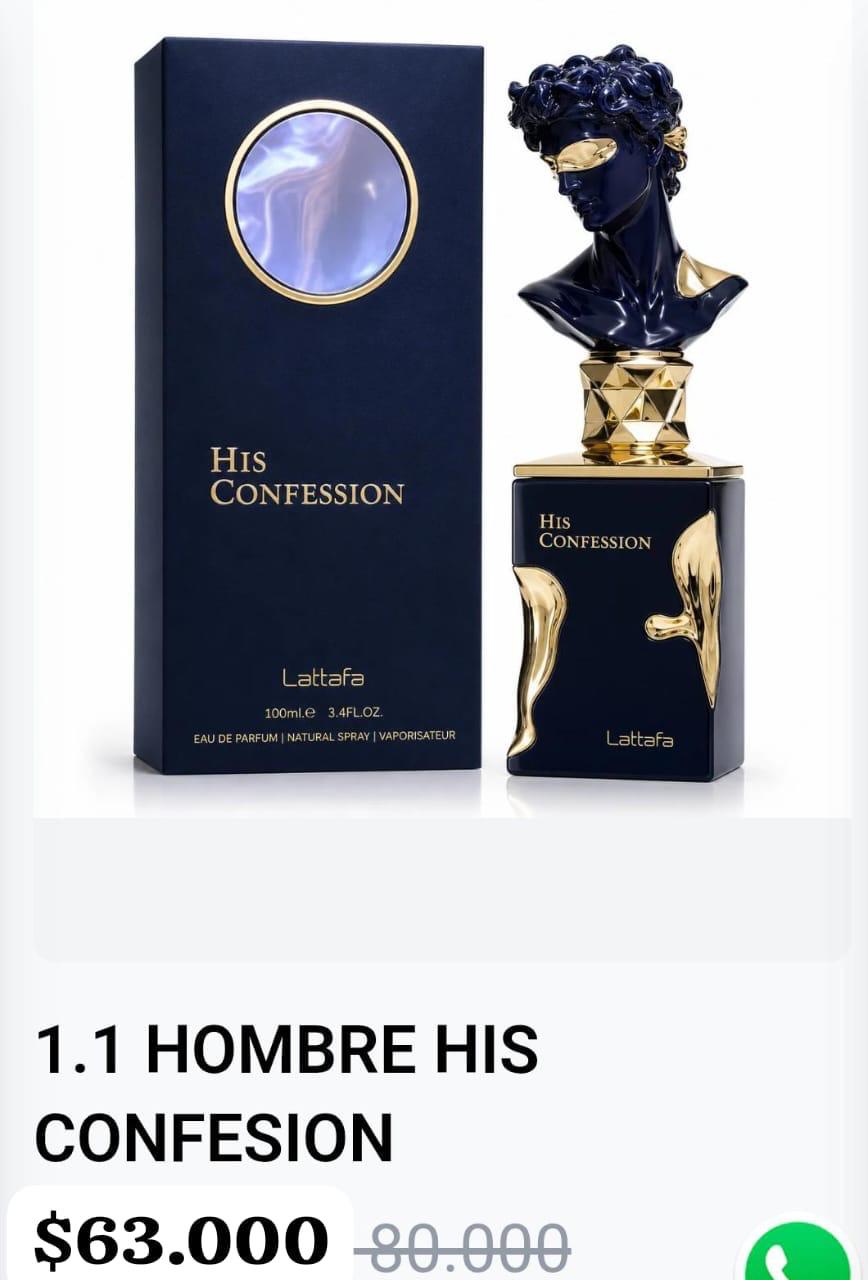 HIS
CONFESSION
Lattafa
100ml.℮ 3.4FL.OZ.
EAU DE PARFUM | NATURAL SPRAY | VAPORISATEUR
HIS
CONFESSION
Lattafa
1.1 HOMBRE HIS
CONFESION
$63.000 80.000